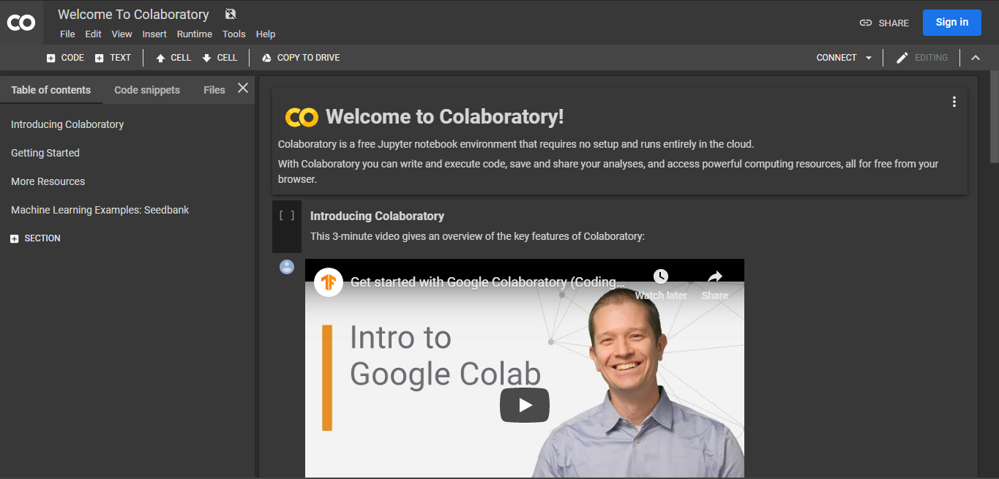 Welcome To Colaboratory
File Edit View Insert Runtime Tools Help
SHARE
Sign in
CODE TEXT CELL CELL COPY TO DRIVE
CONNECT
EDITING
Table of contents Code snippets Files
Introducing Colaboratory
Getting Started
More Resources
Machine Learning Examples: Seedbank
SECTION
CO Welcome to Colaboratory!
Colaboratory is a free Jupyter notebook environment that requires no setup and runs entirely in the cloud.
With Colaboratory you can write and execute code, save and share your analyses, and access powerful computing resources, all for free from your
browser.
[ ] Introducing Colaboratory
This 3-minute video gives an overview of the key features of Colaboratory:
Get started with Google Colaboratory (Coding...
Watch later Share
Intro to
Google Colab